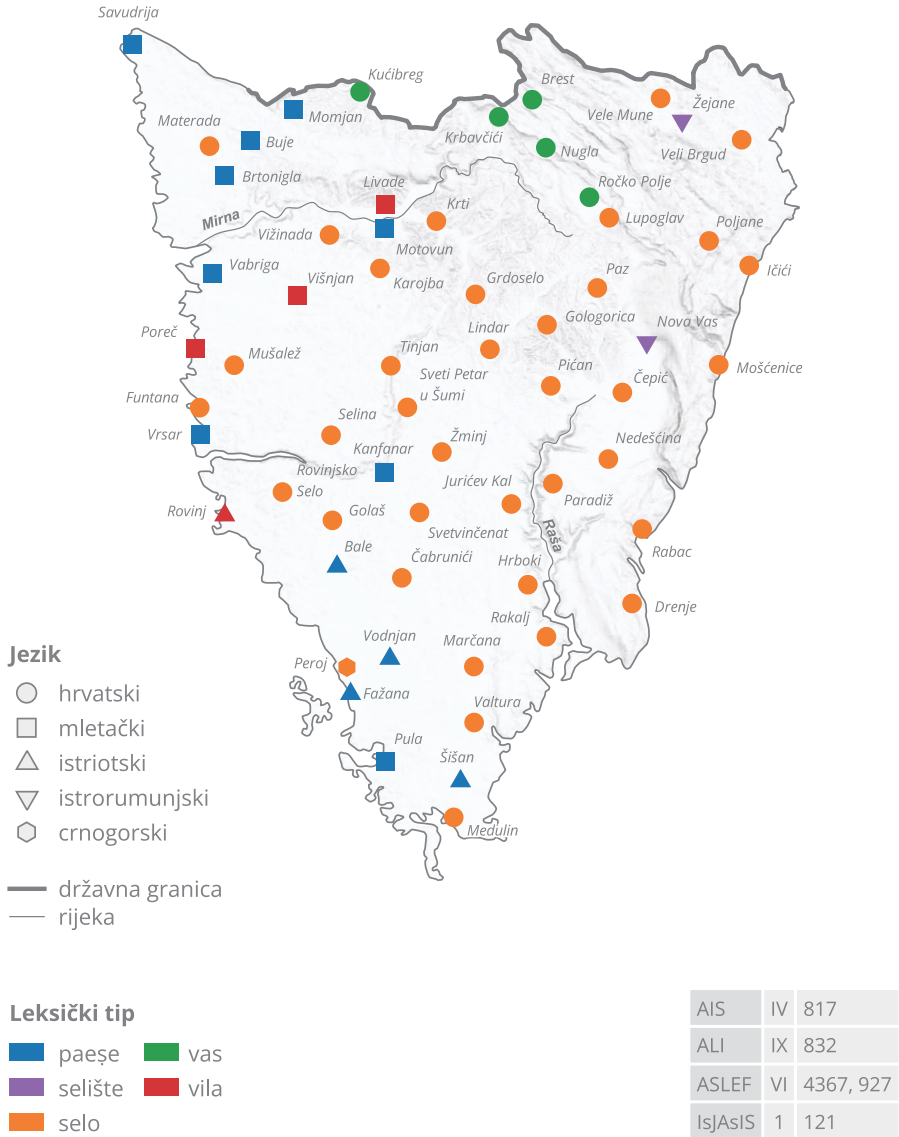 Savudrija
Kućibreg
Brest
Momjan
Vele Mune
Žejane
Materada
Buje
Krbavčići
Nugla
Veli Brgud
Brtonigla
Livade
Ročko Polje
Mirna
Krti
Lupoglav
Poljane
Vižinada
Motovun
Vabriga
Višnjan
Karojba
Grdoselo
Paz
Ičići
Poreč
Lindar
Gologorica
Nova Vas
Mušalež
Tinjan
Pićan
Mošćenice
Sveti Petar
u Šumi
Čepić
Funtana
Vrsar
Selina
Kanfanar
Žminj
Nedešćina
Rovinjsko
Selo
Jurićev Kal
Paradiž
Rovinj
Golaš
Svetvinčenat
Raša
Bale
Čabrunići
Hrboki
Rabac
Drenje
Rakalj
Vodnjan
Marčana
Peroj
Fažana
Valtura
Pula
Šišan
Medulin
Jezik
hrvatski
mletački
istriotski
istrorumunjski
crnogorski
državna granica
rijeka
Leksički tip
paeṣe
vas
selište
vila
selo
AIS IV 817
ALI IX 832
ASLEF VI 4367, 927
IsJAsIS 1 121